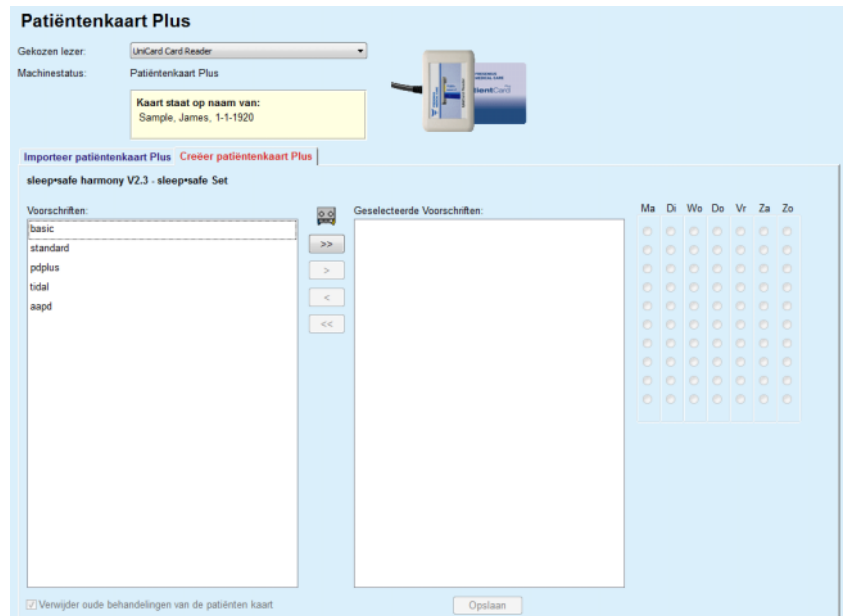 Patiëntenkaart Plus
Gekozen lezer: UniCard Card Reader
Machinestatus: Patiëntenkaart Plus
Kaart staat op naam van:
Sample, James, 1-1-1920
MEDICAL CARE
Importeer patiëntenkaart Plus Creëer patiëntenkaart Plus
sleep•safe harmony V2.3 - sleep•safe Set
Voorschriften: Geselecteerde Voorschriften: Ma Di Wo Do Vr Za Zo
basic
standard
pdplus
tidal
aapd
>>
>
<
<<
Verwijder oude behandelingen van de patiënten kaart Opslaan